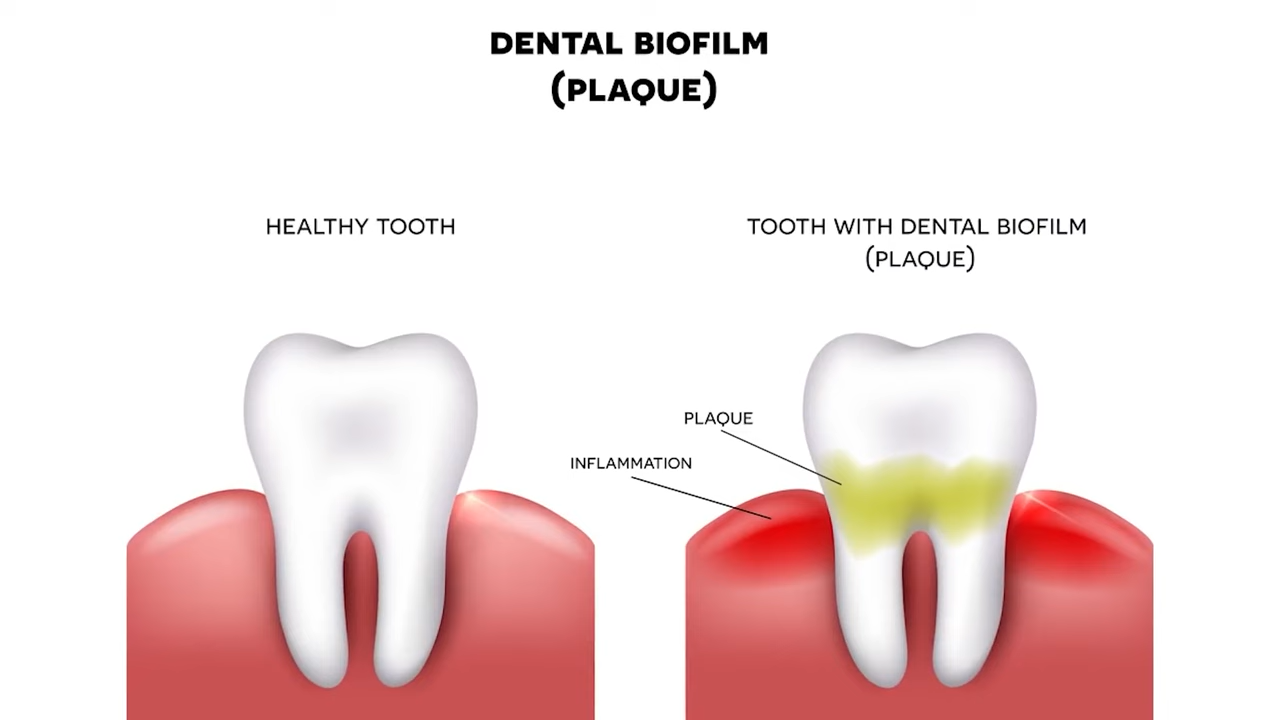 DENTAL BIOFILM
(PLAQUE)
HEALTHY TOOTH
TOOTH WITH DENTAL BIOFILM
(PLAQUE)
PLAQUE
INFLAMMATION